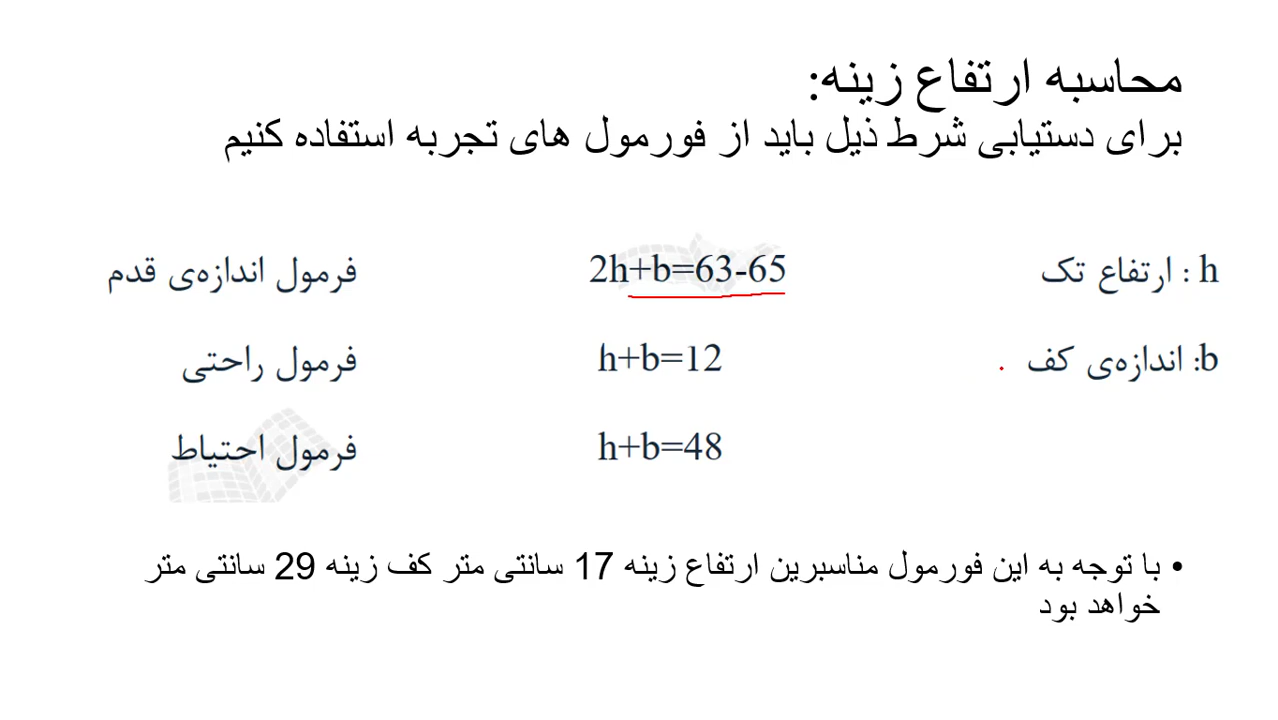 محاسبه ارتفاع زینه:
برای دستیابی شرط ذیل باید از فورمول های تجربه استفاده کنیم
h : ارتفاع تک
2h+b=63-65
فرمول اندازه‌ی قدم
b: اندازه‌ی کف
h+b=12
فرمول راحتی
h+b=48
فرمول احتیاط
• با توجه به این فورمول مناسبرین ارتفاع زینه 17 سانتی متر کف زینه 29 سانتی متر
خواهد بود